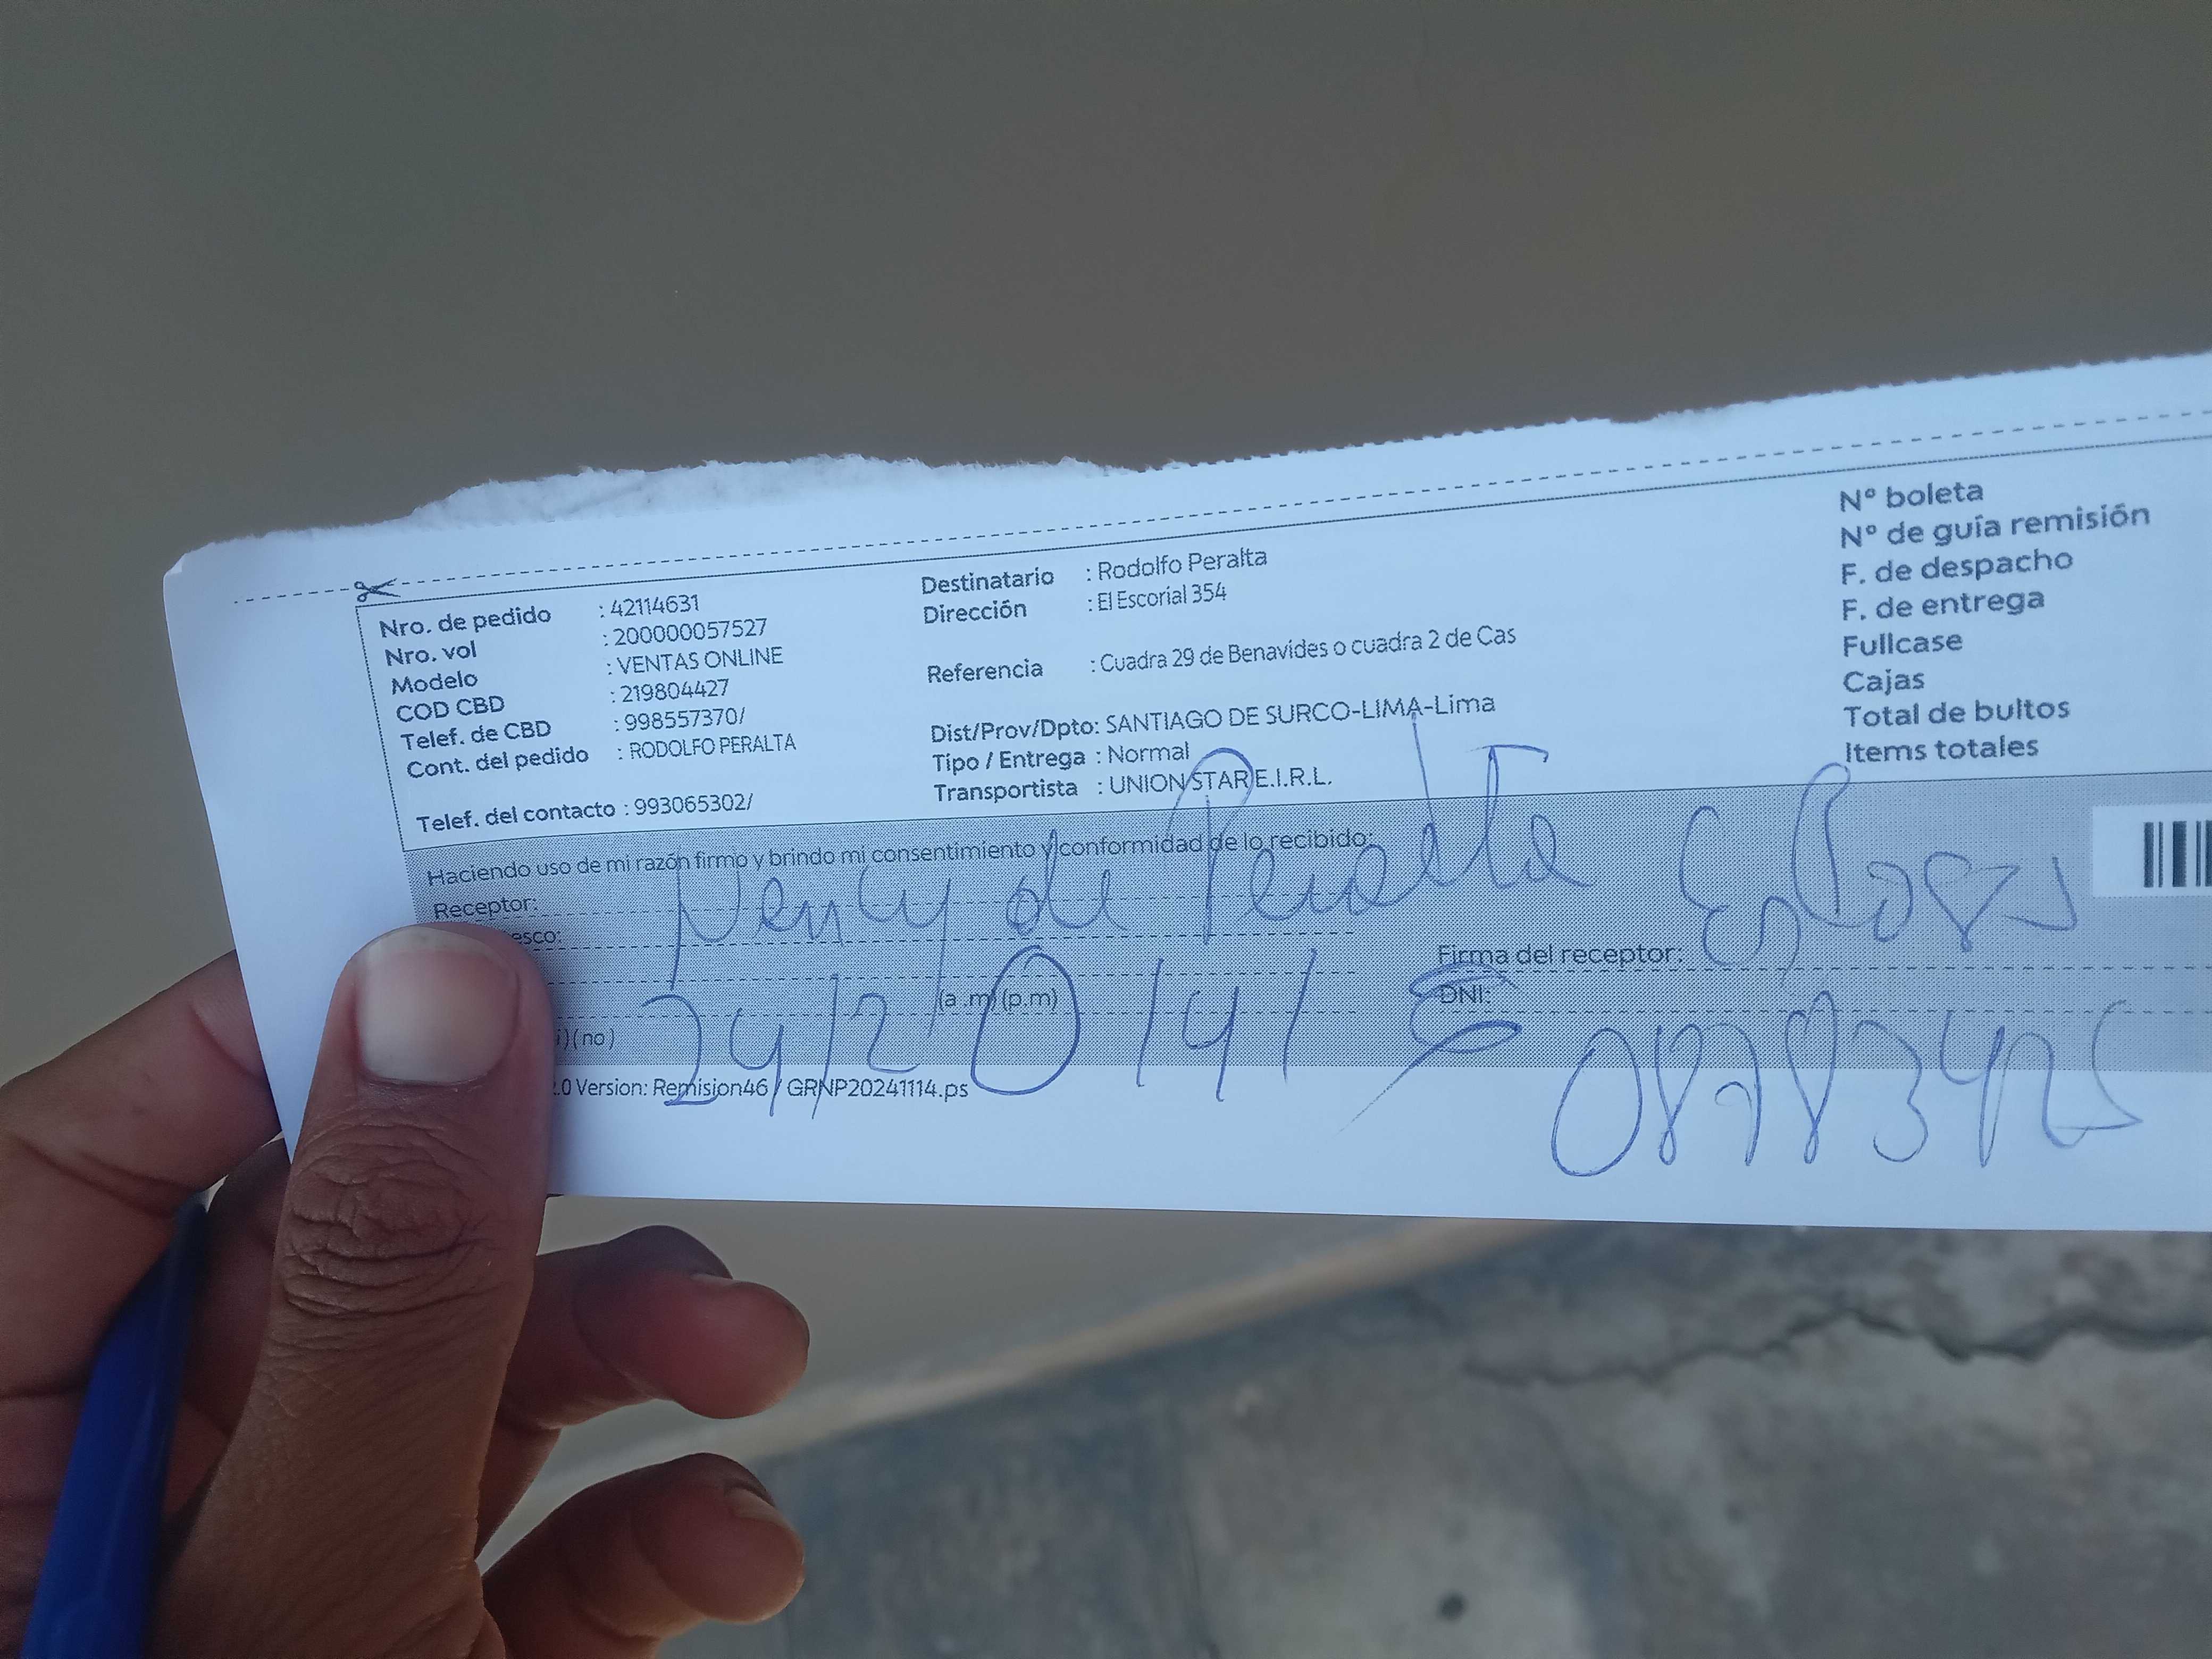 Nro. de pedido : 42114631
Nro. vol : 200000057527
Modelo : VENTAS ONLINE
COD CBD : 219804427
Telef. de CBD : 998557370/
Cont. del pedido : RODOLFO PERALTA
Telef. del contacto : 993065302/
Destinatario : Rodolfo Peralta
Dirección : El Escorial 354
Referencia : Cuadra 29 de Benavides o cuadra 2 de Cas
Dist/Prov/Dpto: SANTIAGO DE SURCO-LIMA-Lima
Tipo / Entrega : Normal
Transportista : UNION STAR E.I.R.L.
Nº boleta
Nº de guía remisión
F. de despacho
F. de entrega
Fullcase
Cajas
Total de bultos
Items totales
Haciendo uso de mi razón firmo y brindo mi consentimiento y conformidad de lo recibido:
Receptor: de Peralta
esco:
Firma del receptor:
(a .m) (p.m)
DNI:
i) ( no )
.0 Version: Remision46 / GRNP20241114.ps